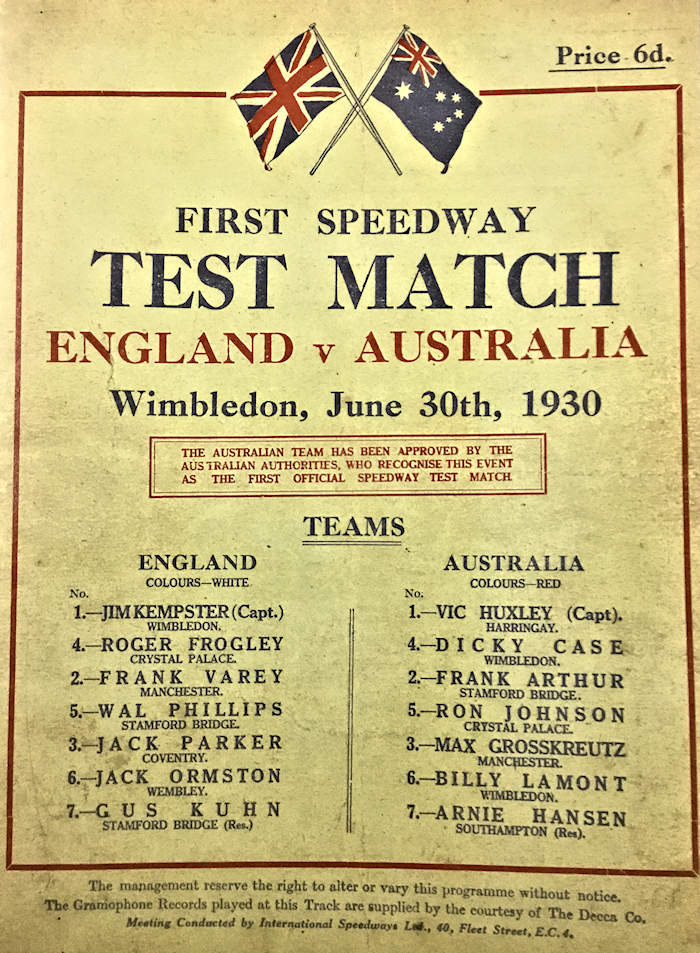 Price 6d.
FIRST SPEEDWAY
TEST MATCH
ENGLAND v AUSTRALIA
Wimbledon, June 30th, 1930
THE AUSTRALIAN TEAM HAS BEEN APPROVED BY THE
AUSTRALIAN AUTHORITIES, WHO RECOGNISE THIS EVENT
AS THE FIRST OFFICIAL SPEEDWAY TEST MATCH
TEAMS
ENGLAND
COLOURS—WHITE
No.
1.—JIM KEMPSTER (Capt.)
WIMBLEDON.
4.—ROGER FROGLEY
CRYSTAL PALACE.
2.—FRANK VAREY
MANCHESTER.
5.—WAL PHILLIPS
STAMFORD BRIDGE.
3.—JACK PARKER
COVENTRY.
6.—JACK ORMSTON
WEMBLEY.
7.—GUS KUHN
STAMFORD BRIDGE (Res.)
AUSTRALIA
COLOURS—RED
No.
1.—VIC HUXLEY (Capt).
HARRINGAY.
4.—DICKY CASE
WIMBLEDON.
2.—FRANK ARTHUR
STAMFORD BRIDGE.
5.—RON JOHNSON
CRYSTAL PALACE.
3.—MAX GROSSKREUTZ
MANCHESTER.
6.—BILLY LAMONT
WIMBLEDON.
7.—ARNIE HANSEN
SOUTHAMPTON (Res).
The management reserve the right to alter or vary this programme without notice.
The Gramophone Records played at this Track are supplied by the courtesy of The Decca Co.
Meeting Conducted by International Speedways Ltd., 40, Fleet Street, E.C.4.